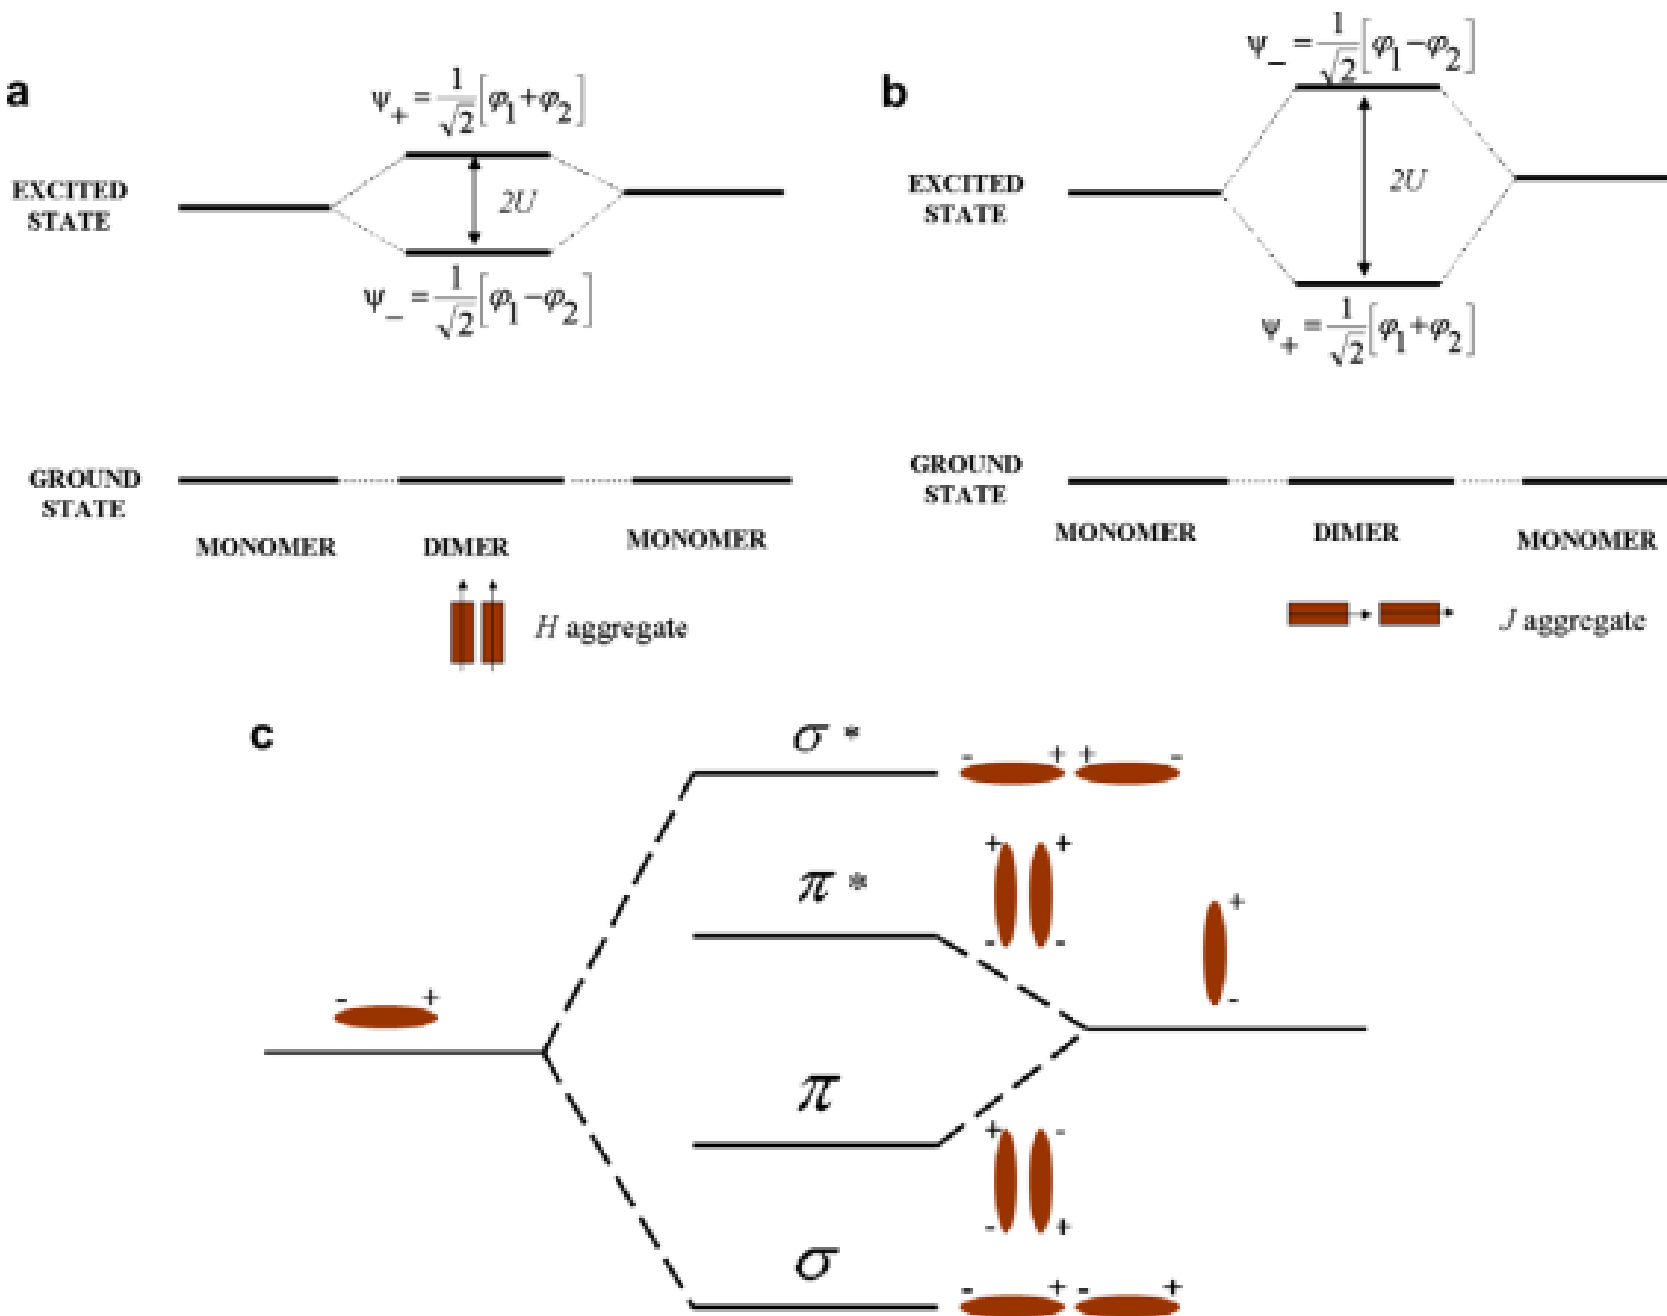 a
ψ₊ = 1/√2 [φ₁+φ₂]
EXCITED
STATE
2U
ψ₋ = 1/√2 [φ₁−φ₂]
GROUND
STATE
MONOMER DIMER MONOMER
H aggregate
b
ψ₋ = 1/√2 [φ₁−φ₂]
EXCITED
STATE
2U
ψ₊ = 1/√2 [φ₁+φ₂]
GROUND
STATE
MONOMER DIMER MONOMER
J aggregate
c
σ * - + + -
+ +
π *
- -
+
-
- +
π
+ -
- +
σ
- + - +